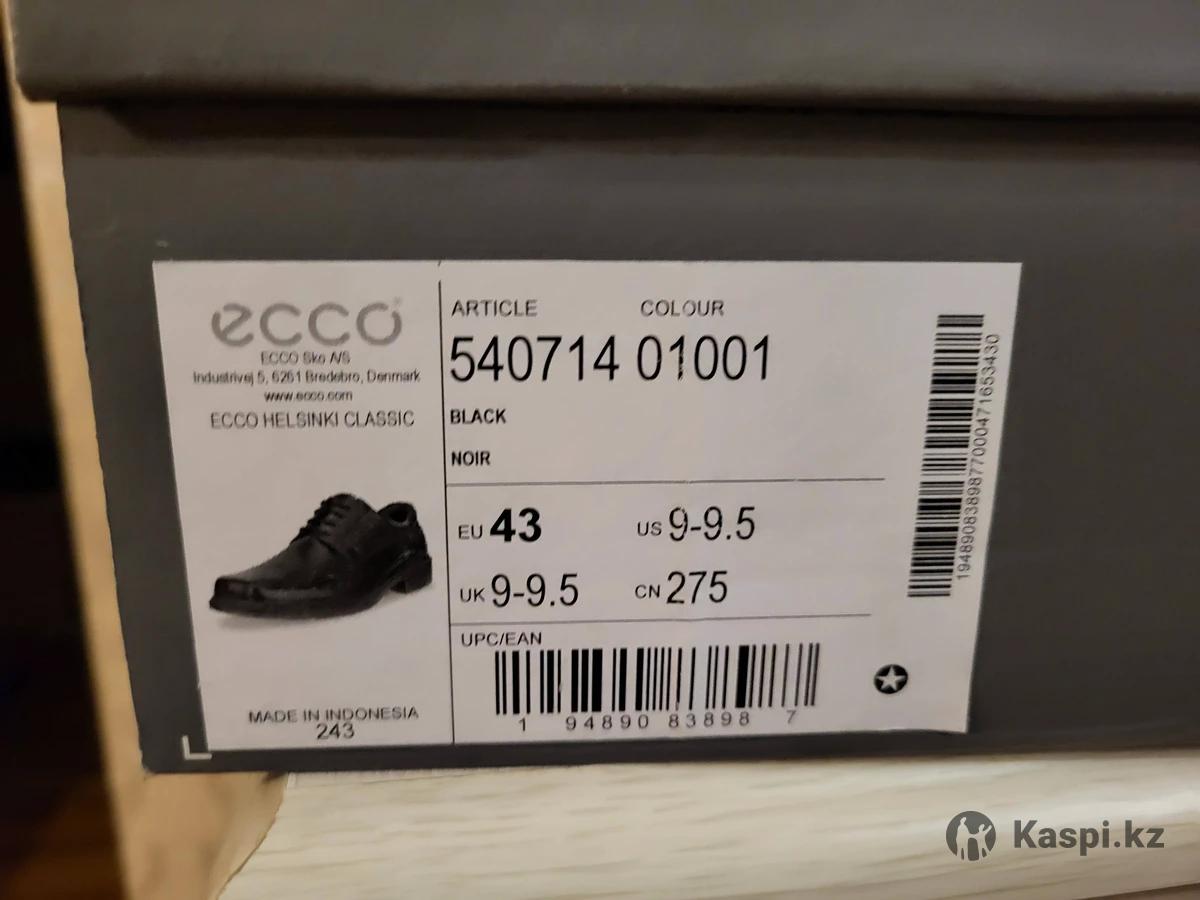 ecco
ECCO Sko A/S
Industrivej 5, 6261 Bredebro, Denmark
www.ecco.com
ECCO HELSINKI CLASSIC
MADE IN INDONESIA
243
ARTICLE COLOUR
540714 01001
BLACK
NOIR
EU 43 US 9-9.5
UK 9-9.5 CN 275
UPC/EAN
1 94890 83898 7
1948908389877000471653430
Kaspi.kz